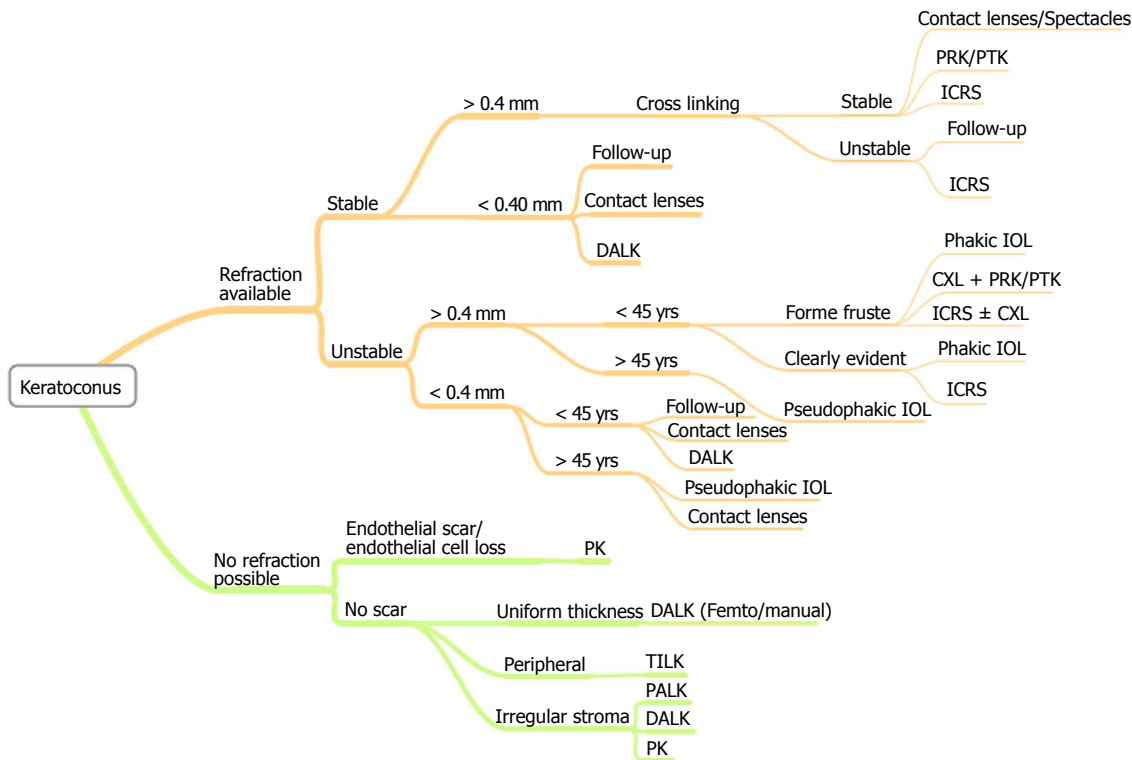 Contact lenses/Spectacles
PRK/PTK
> 0.4 mm
Cross linking
Stable
ICRS
Follow-up
Unstable
ICRS
Follow-up
Stable
< 0.40 mm
Contact lenses
DALK
Refraction
available
Phakic IOL
CXL + PRK/PTK
> 0.4 mm
< 45 yrs
Forme fruste
ICRS ± CXL
Unstable
> 45 yrs
Clearly evident
Phakic IOL
ICRS
Keratoconus
< 0.4 mm
Pseudophakic IOL
< 45 yrs
Follow-up
Contact lenses
DALK
> 45 yrs
Pseudophakic IOL
Contact lenses
Endothelial scar/
endothelial cell loss
PK
No refraction
possible
No scar
Uniform thickness
DALK (Femto/manual)
Peripheral
TILK
PALK
Irregular stroma
DALK
PK